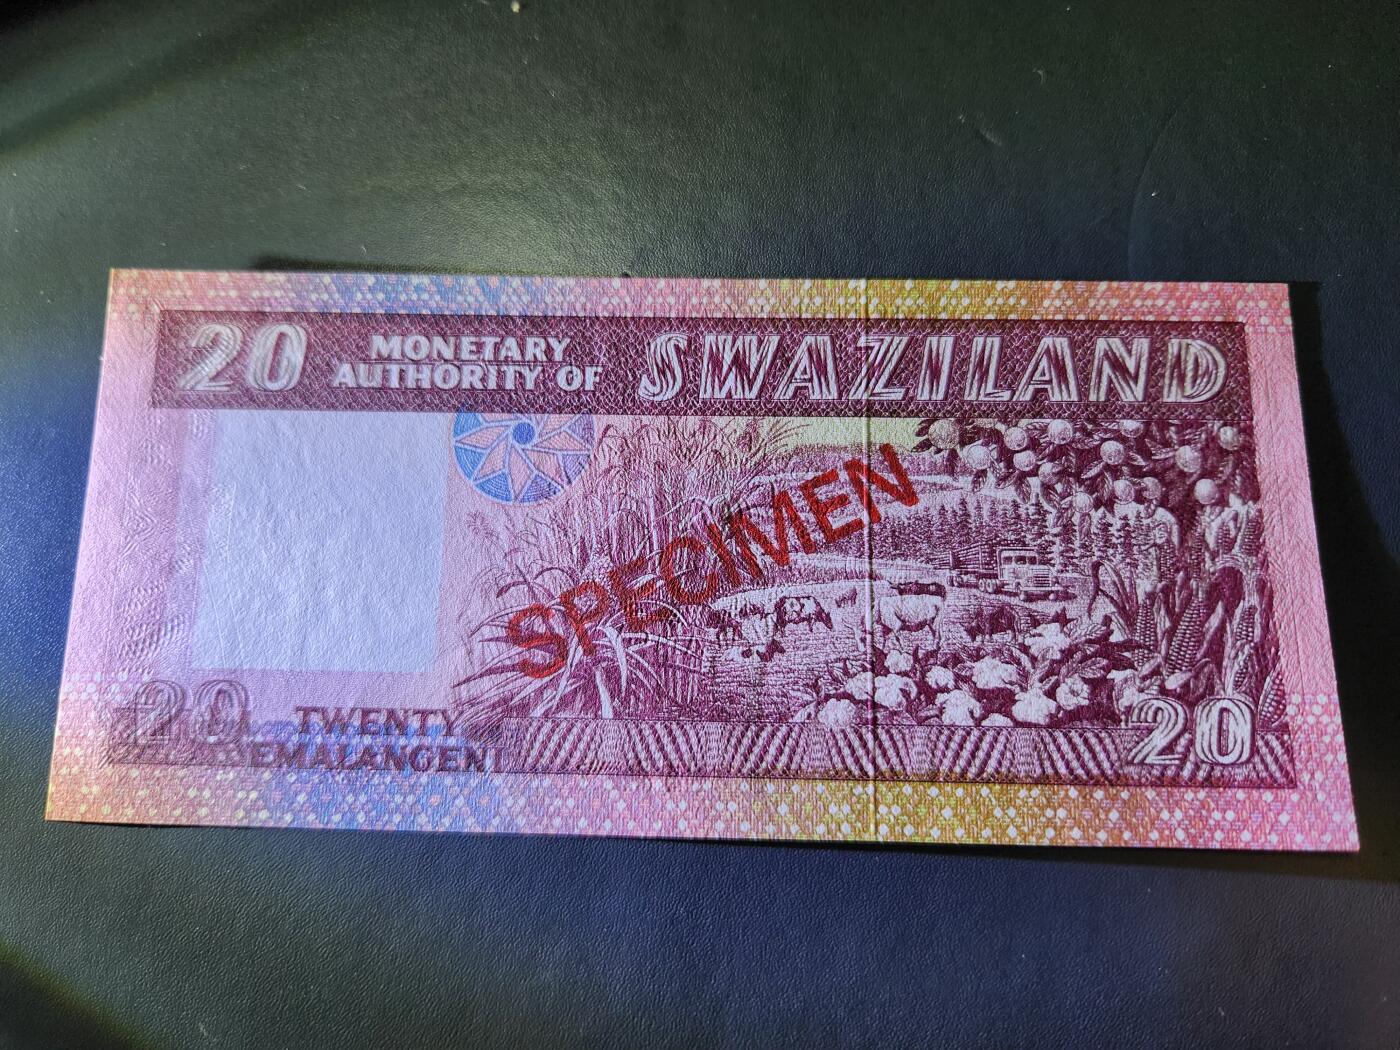 20 MONETARY AUTHORITY OF SWAZILAND
SPECIMEN
20 TWENTY
EMALANGENI
20